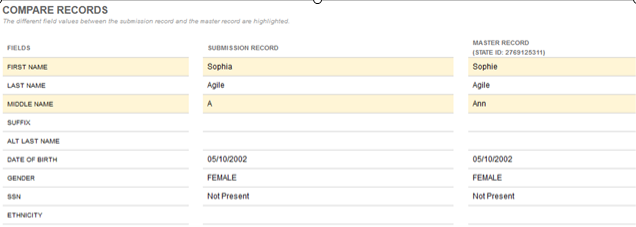 COMPARE RECORDS
The different field values between the submission record and the master record are highlighted.
FIELDS SUBMISSION RECORD MASTER RECORD
(STATE ID: 2769125311)
FIRST NAME Sophia Sophie
LAST NAME Agile Agile
MIDDLE NAME A Ann
SUFFIX
ALT LAST NAME
DATE OF BIRTH 05/10/2002 05/10/2002
GENDER FEMALE FEMALE
SSN Not Present Not Present
ETHNICITY